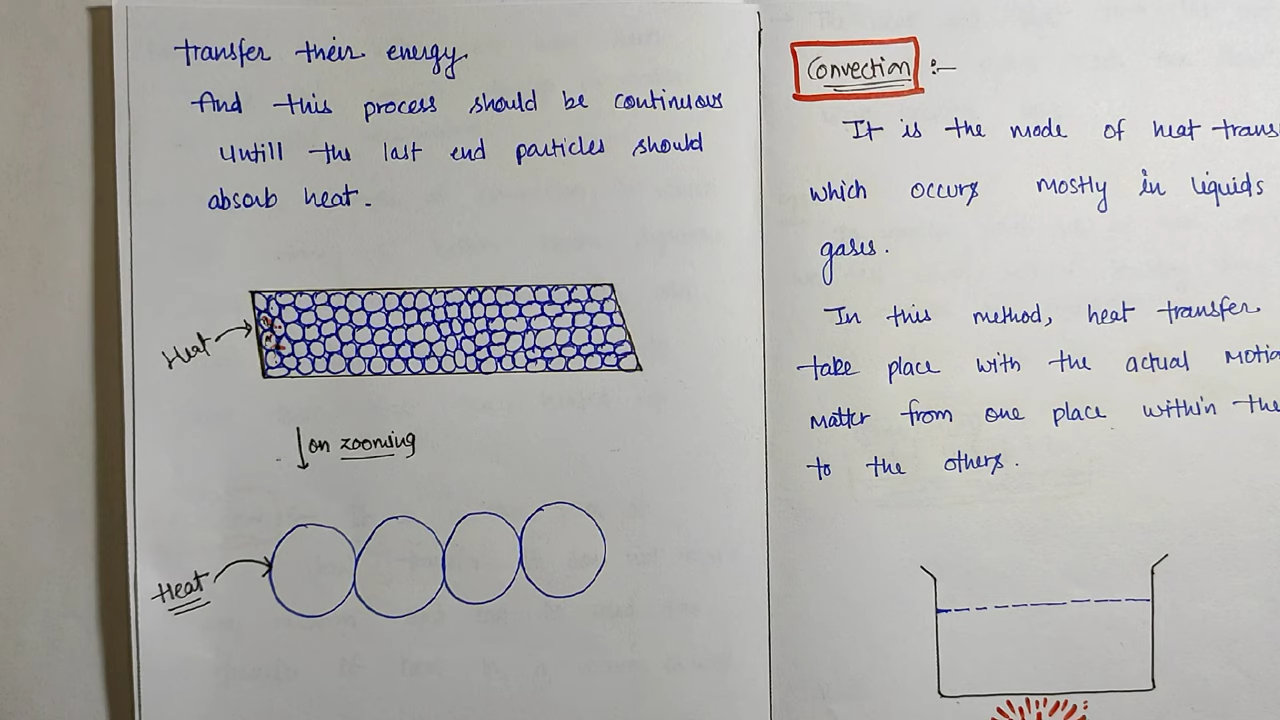 transfer their energy
And this process should be continuous
Untill the last end particles should
absorb heat.
Heat
on zooming
Heat
Convection :-
It is the mode of heat trans
which occurs mostly in liquids
gases.
In this method, heat transfer
take place with the actual motio
matter from one place within the
to the others.